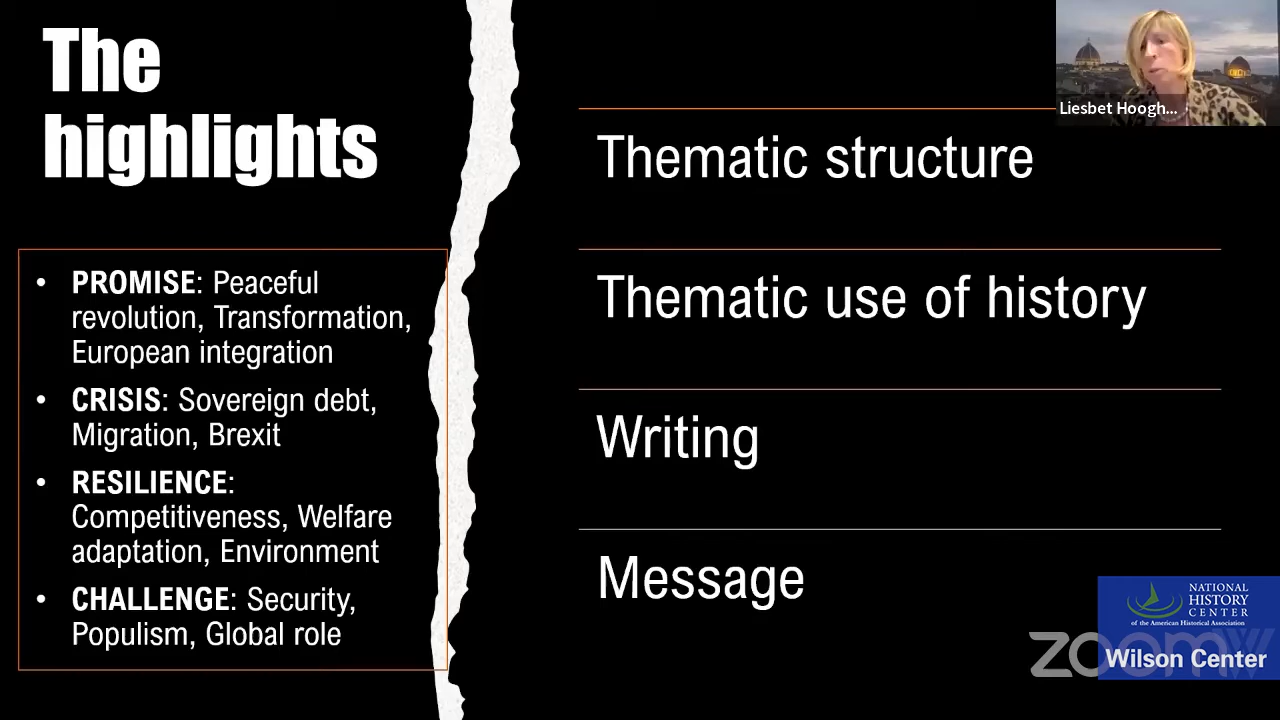 The
highlights
• PROMISE: Peaceful
revolution, Transformation,
European integration
• CRISIS: Sovereign debt,
Migration, Brexit
• RESILIENCE:
Competitiveness, Welfare
adaptation, Environment
• CHALLENGE: Security,
Populism, Global role
Liesbet Hoogh...
Thematic structure
Thematic use of history
Writing
Message
NATIONAL
HISTORY
CENTER
of the American Historical Association
zoom
Wilson Center